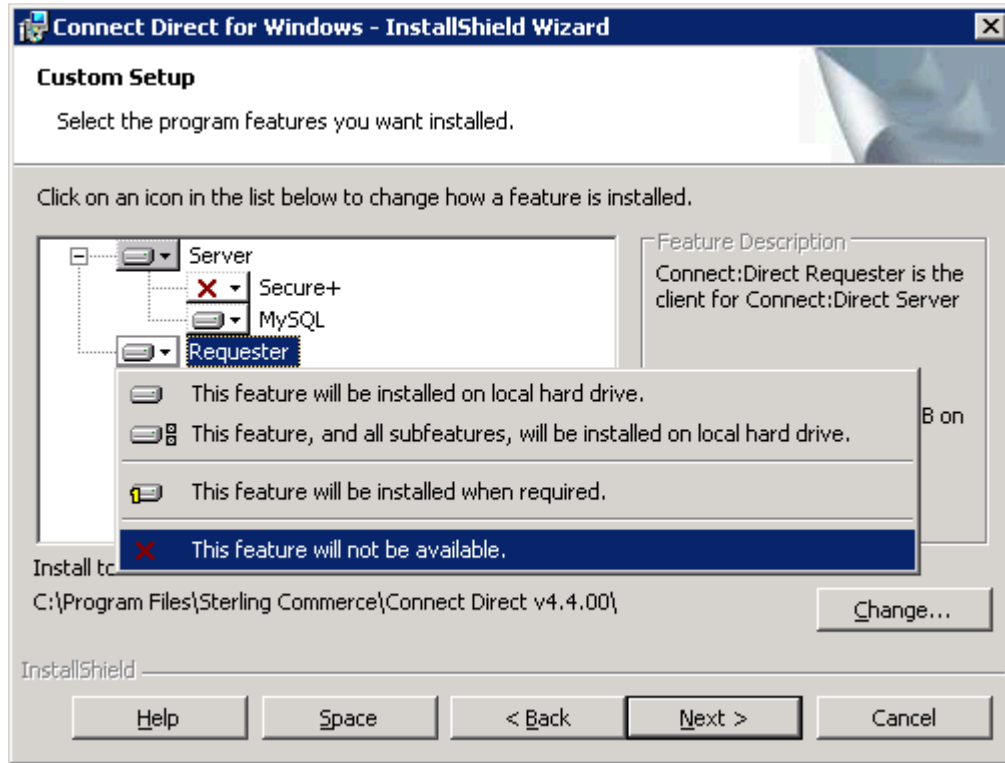 Connect Direct for Windows - InstallShield Wizard
Custom Setup
Select the program features you want installed.
Click on an icon in the list below to change how a feature is installed.
Server
Secure+
MySQL
Requester
Feature Description
Connect:Direct Requester is the
client for Connect:Direct Server
This feature will be installed on local hard drive.
This feature, and all subfeatures, will be installed on local hard drive.
B on
This feature will be installed when required.
This feature will not be available.
Install to
C:\Program Files\Sterling Commerce\Connect Direct v4.4.00\
Change...
InstallShield
Help
Space
< Back
Next >
Cancel